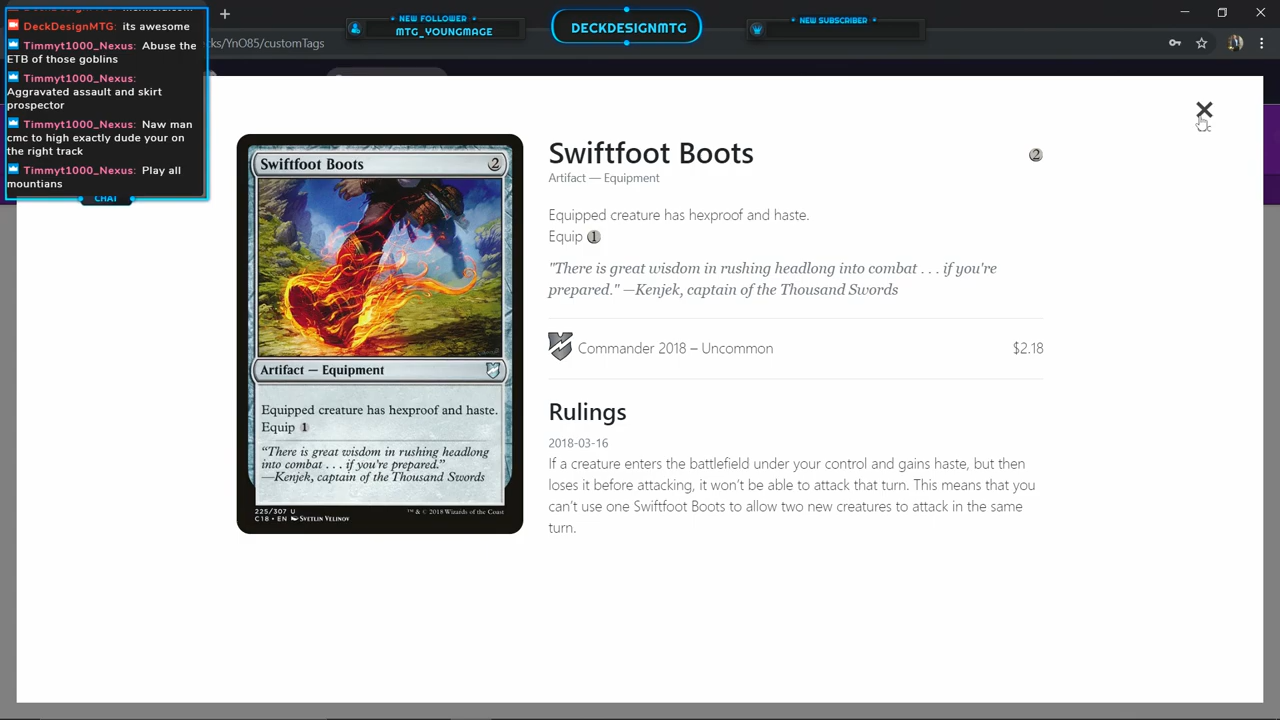 DeckDesignMTG: its awesome
Timmyt1000_Nexus: Abuse the
ETB of those goblins
Timmyt1000_Nexus:
Aggravated assault and skirt
prospector
Timmyt1000_Nexus: Naw man
cmc to high exactly dude your on
the right track
Timmyt1000_Nexus: Play all
mountians
CHAT
cks/YnO85/customTags
NEW FOLLOWER
MTG_YOUNGMAGE
DECKDESIGNMTG
NEW SUBSCRIBER
Swiftfoot Boots 2
Artifact — Equipment
Equipped creature has hexproof and haste.
Equip 1
"There is great wisdom in rushing headlong
into combat . . . if you're prepared."
—Kenjek, captain of the Thousand Swords
225/307 U
C18 • EN Svetlin Velinov
™ & © 2018 Wizards of the Coast
Swiftfoot Boots 2
Artifact — Equipment
Equipped creature has hexproof and haste.
Equip 1
"There is great wisdom in rushing headlong into combat . . . if you're
prepared." —Kenjek, captain of the Thousand Swords
Commander 2018 – Uncommon $2.18
Rulings
2018-03-16
If a creature enters the battlefield under your control and gains haste, but then
loses it before attacking, it won't be able to attack that turn. This means that you
can't use one Swiftfoot Boots to allow two new creatures to attack in the same
turn.